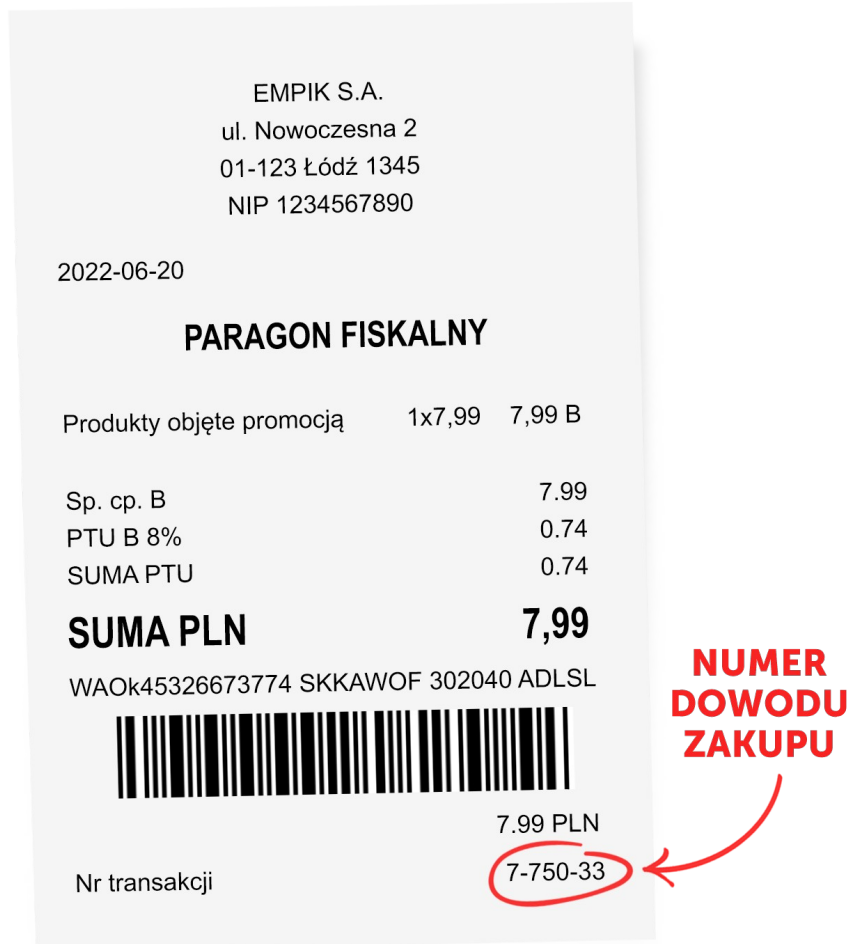 EMPIK S.A.
ul. Nowoczesna 2
01-123 Łódź 1345
NIP 1234567890
2022-06-20
PARAGON FISKALNY
Produkty objęte promocją 1x7,99 7,99 B
Sp. cp. B 7.99
PTU B 8% 0.74
SUMA PTU 0.74
SUMA PLN 7,99
WAOk45326673774 SKKAWOF 302040 ADLSL
7.99 PLN
Nr transakcji 7-750-33
NUMER
DOWODU
ZAKUPU